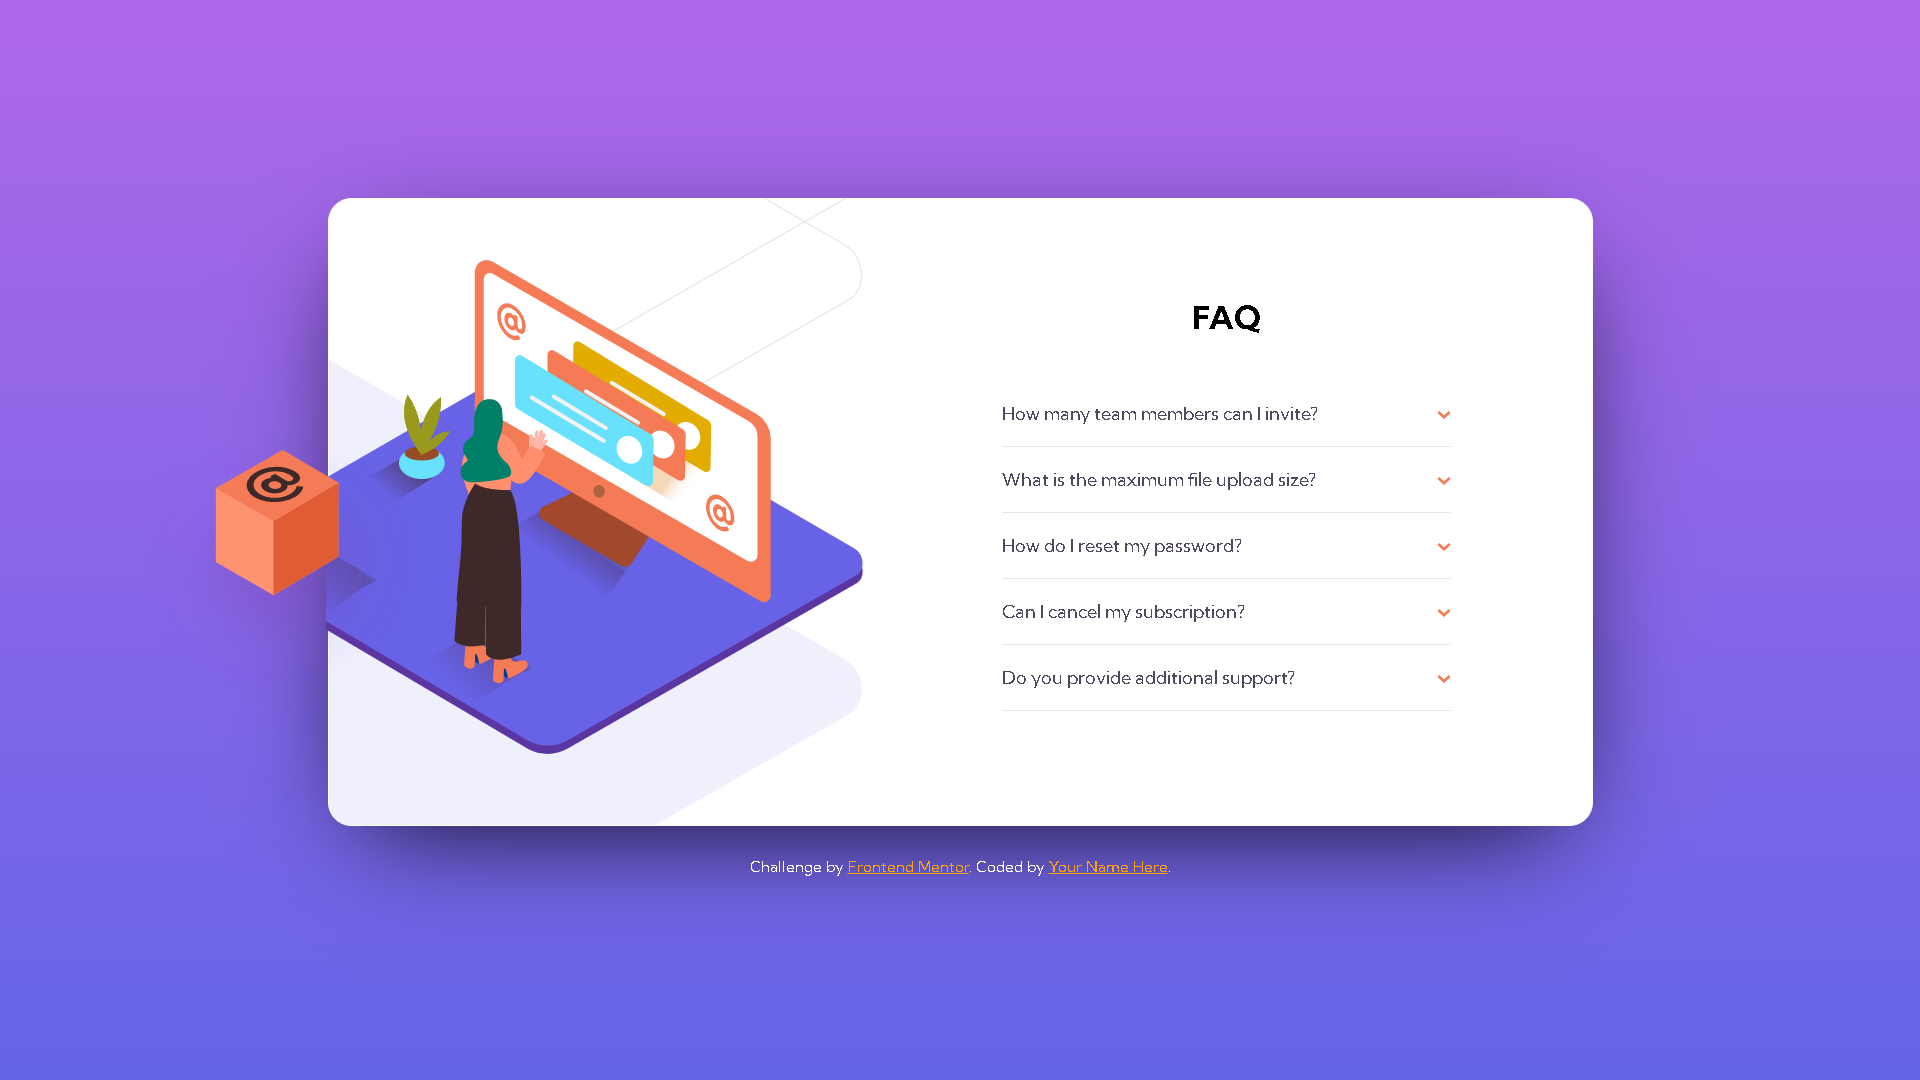 @
@
@
FAQ
How many team members can I invite?
What is the maximum file upload size?
How do I reset my password?
Can I cancel my subscription?
Do you provide additional support?
Challenge by Frontend Mentor. Coded by Your Name Here.